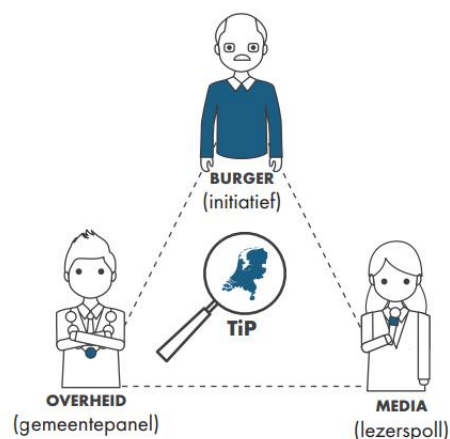 BURGER
(initiatief)
TiP
OVERHEID
(gemeentepanel)
MEDIA
(lezerspoll)